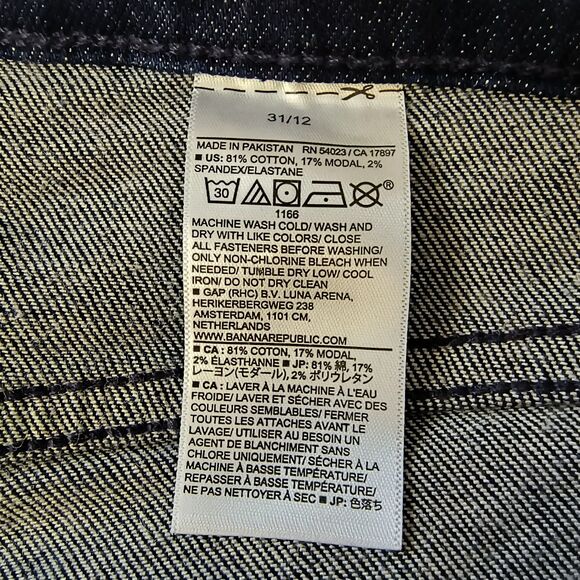 31/12
MADE IN PAKISTAN RN 54023 / CA 17897
■ US: 81% COTTON, 17% MODAL, 2%
SPANDEX/ELASTANE
30 ®
1166
MACHINE WASH COLD/ WASH AND
DRY WITH LIKE COLORS/ CLOSE
ALL FASTENERS BEFORE WASHING/
ONLY NON-CHLORINE BLEACH WHEN
NEEDED/ TUMBLE DRY LOW/ COOL
IRON/ DO NOT DRY CLEAN
■ GAP (RHC) B.V. LUNA ARENA,
HERIKERBERGWEG 238
AMSTERDAM, 1101 CM,
NETHERLANDS
WWW.BANANAREPUBLIC.COM
■ CA : 81% COTON, 17% MODAL,
2% ÉLASTHANNE ■ JP: 81% 綿, 17%
レーヨン(モダール), 2% ポリウレタン
■ CA : LAVER À LA MACHINE À L'EAU
FROIDE/ LAVER ET SÉCHER AVEC DES
COULEURS SEMBLABLES/ FERMER
TOUTES LES ATTACHES AVANT LE
LAVAGE/ UTILISER AU BESOIN UN
AGENT DE BLANCHIMENT SANS
CHLORE UNIQUEMENT/ SÉCHER À LA
MACHINE À BASSE TEMPÉRATURE/
REPASSER À BASSE TEMPÉRATURE/
NE PAS NETTOYER À SEC ■ JP: 色落ち